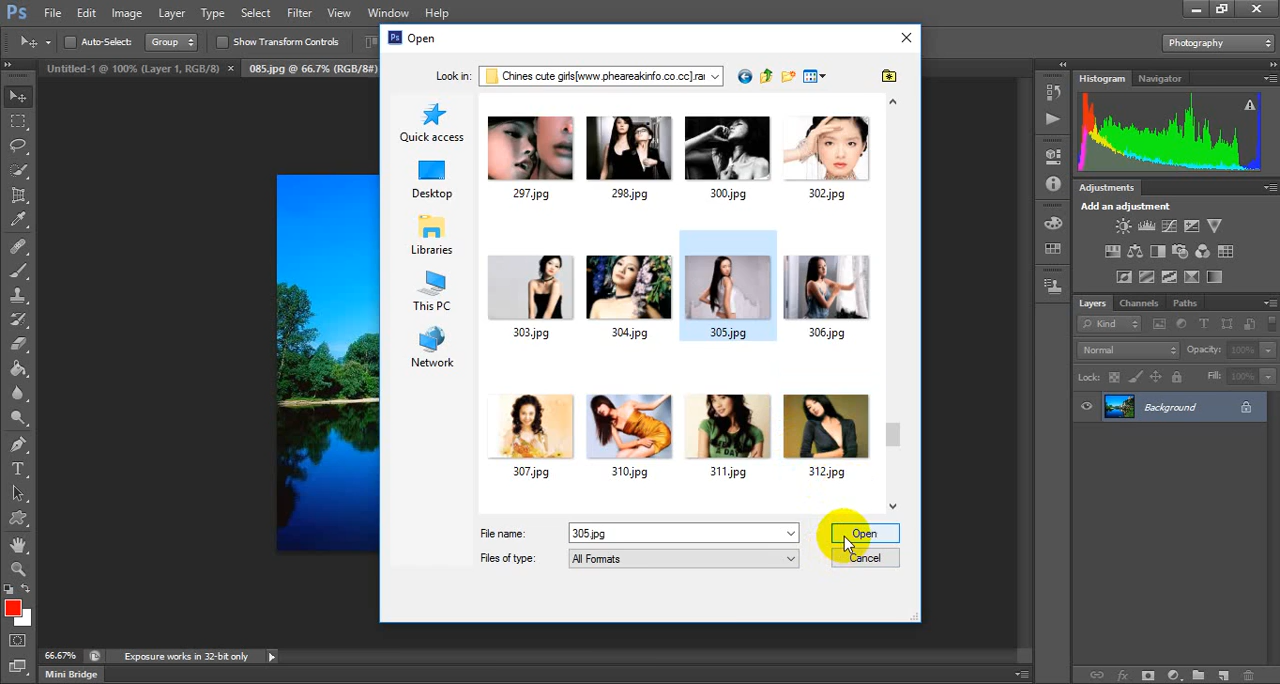 Ps File Edit Image Layer Type Select Filter View Window Help
Auto-Select: Group Show Transform Controls
Photography
Untitled-1 @ 100% (Layer 1, RGB/8) × 085.jpg @ 66.7% (RGB/8#)
Ps Open
Look in: Chines cute girls[www.pheareakinfo.co.cc].rar
Quick access
Desktop
Libraries
This PC
Network
297.jpg 298.jpg 300.jpg 302.jpg
303.jpg 304.jpg 305.jpg 306.jpg
307.jpg 310.jpg 311.jpg 312.jpg
File name: 305.jpg Open
Files of type: All Formats Cancel
Histogram Navigator
Adjustments
Add an adjustment
Layers Channels Paths
Kind
Normal Opacity: 100%
Lock: Fill: 100%
Background
66.67% Exposure works in 32-bit only
Mini Bridge